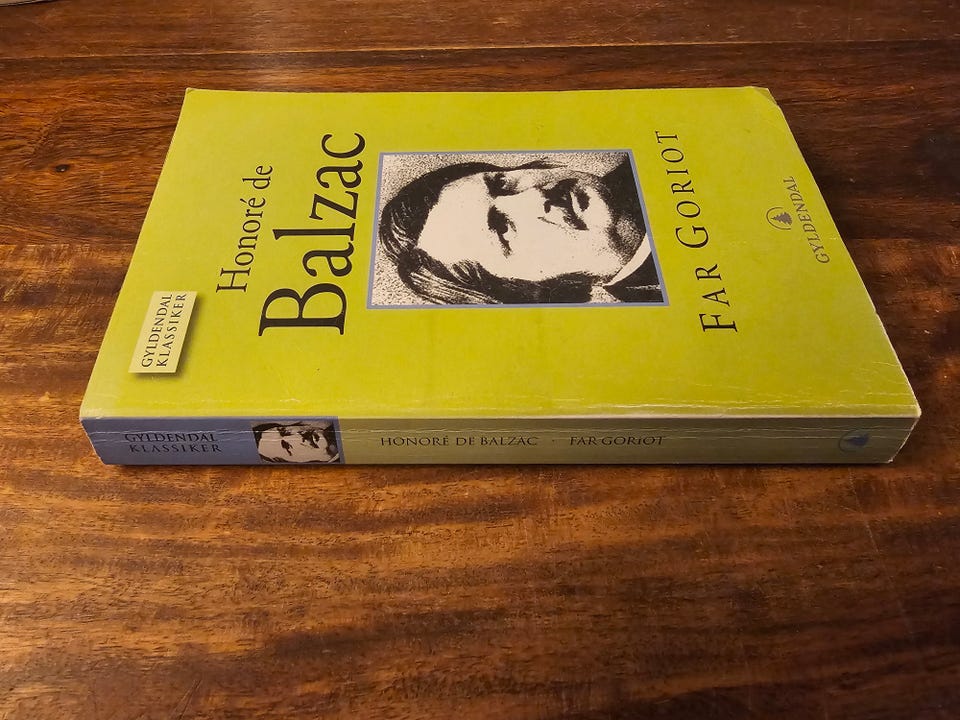 GYLDENDAL
KLASSIKER
Honoré de
Balzac
FAR GORIOT
GYLDENDAL
GYLDENDAL
KLASSIKER
HONORÉ DE BALZAC · FAR GORIOT